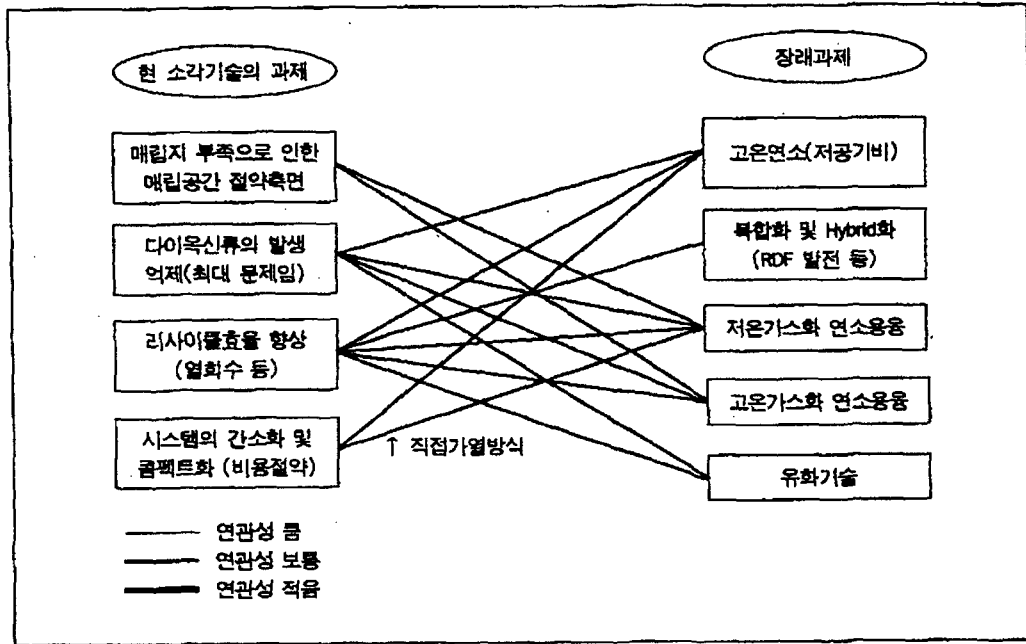 현 소각기술의 과제
매립지 부족으로 인한
매립공간 절약측면
다이옥신류의 발생
억제(최대 문제임)
리사이클효율 향상
(열회수 등)
시스템의 간소화 및
콤팩트화 (비용절약)
장래과제
고온연소(저공기비)
복합화 및 Hybrid화
(RDF 발전 등)
저온가스화 연소용융
고온가스화 연소용융
유화기술
↑ 직접가열방식
연관성 큼
연관성 보통
연관성 적음